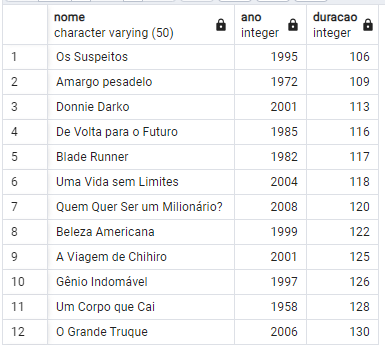 nome ano duracao
character varying (50) integer integer
1 Os Suspeitos 1995 106
2 Amargo pesadelo 1972 109
3 Donnie Darko 2001 113
4 De Volta para o Futuro 1985 116
5 Blade Runner 1982 117
6 Uma Vida sem Limites 2004 118
7 Quem Quer Ser um Milionário? 2008 120
8 Beleza Americana 1999 122
9 A Viagem de Chihiro 2001 125
10 Gênio Indomável 1997 126
11 Um Corpo que Cai 1958 128
12 O Grande Truque 2006 130